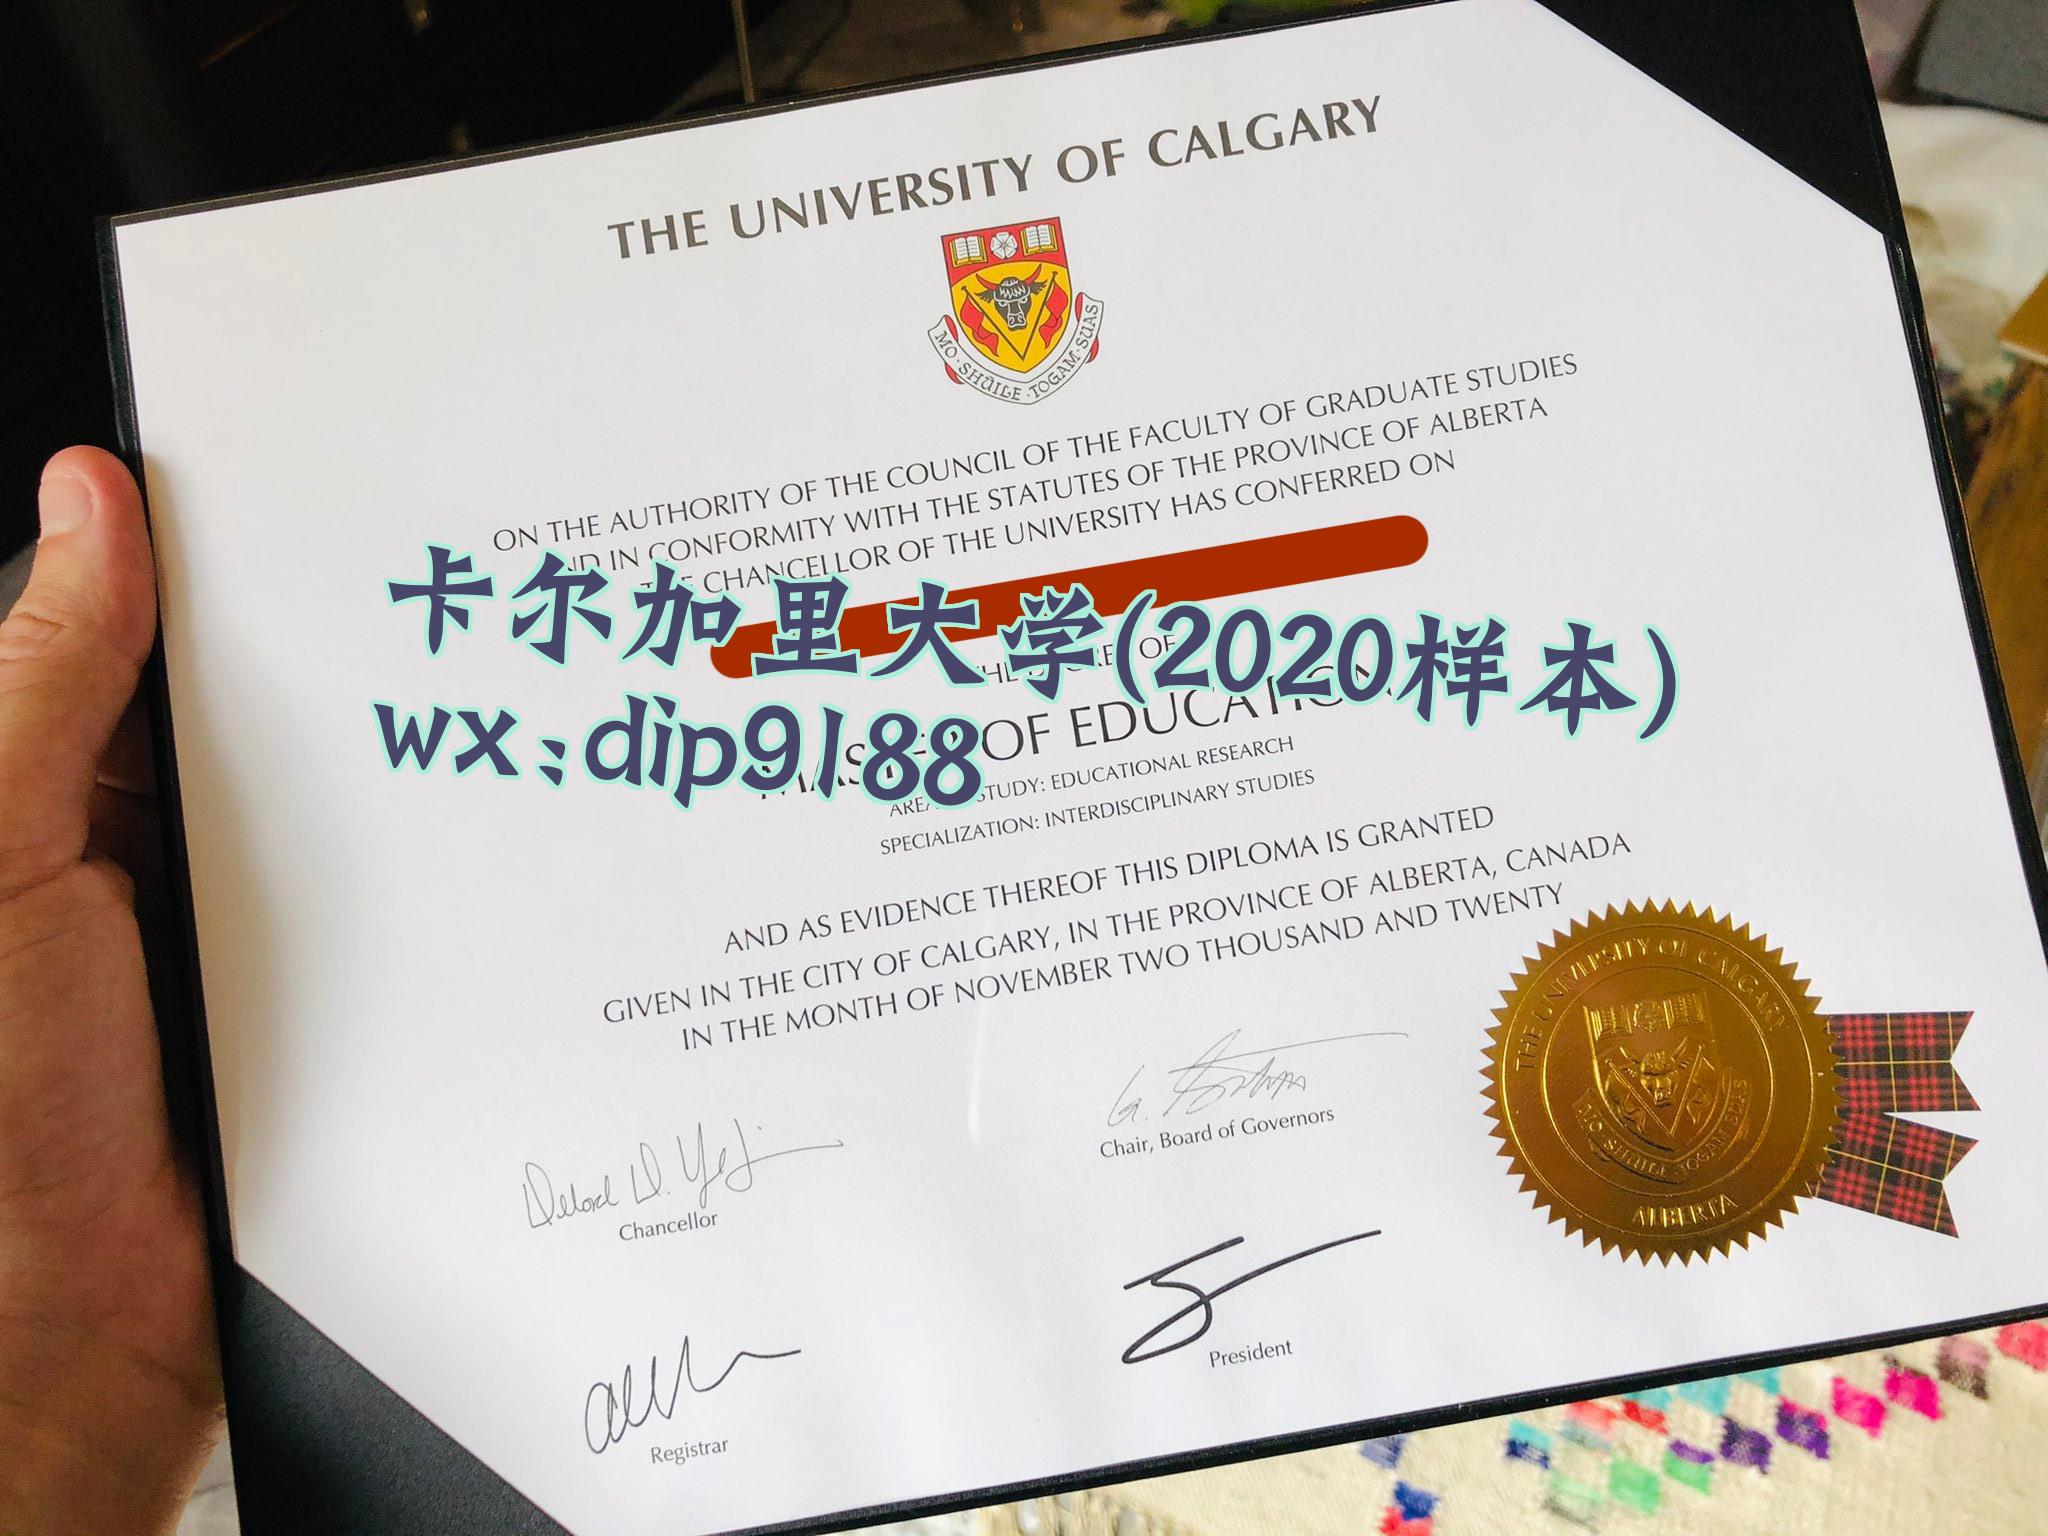 THE UNIVERSITY OF CALGARY
MO · SHÙILE · TOGAM · SUAS
ON THE AUTHORITY OF THE COUNCIL OF THE FACULTY OF GRADUATE STUDIES
IN CONFORMITY WITH THE STATUTES OF THE PROVINCE OF ALBERTA
CHANCELLOR OF THE UNIVERSITY HAS CONFERRED ON
卡尔加里大学(2020样本)
OF
wx:dip9188
OF EDUCATION
STUDY: EDUCATIONAL RESEARCH
SPECIALIZATION: INTERDISCIPLINARY STUDIES
AND AS EVIDENCE THEREOF THIS DIPLOMA IS GRANTED
GIVEN IN THE CITY OF CALGARY, IN THE PROVINCE OF ALBERTA, CANADA
IN THE MONTH OF NOVEMBER TWO THOUSAND AND TWENTY
THE UNIVERSITY OF CALGARY
MO · SHÙILE · TOGAM · SUAS
ALBERTA
Chancellor
Chair, Board of Governors
Registrar
President